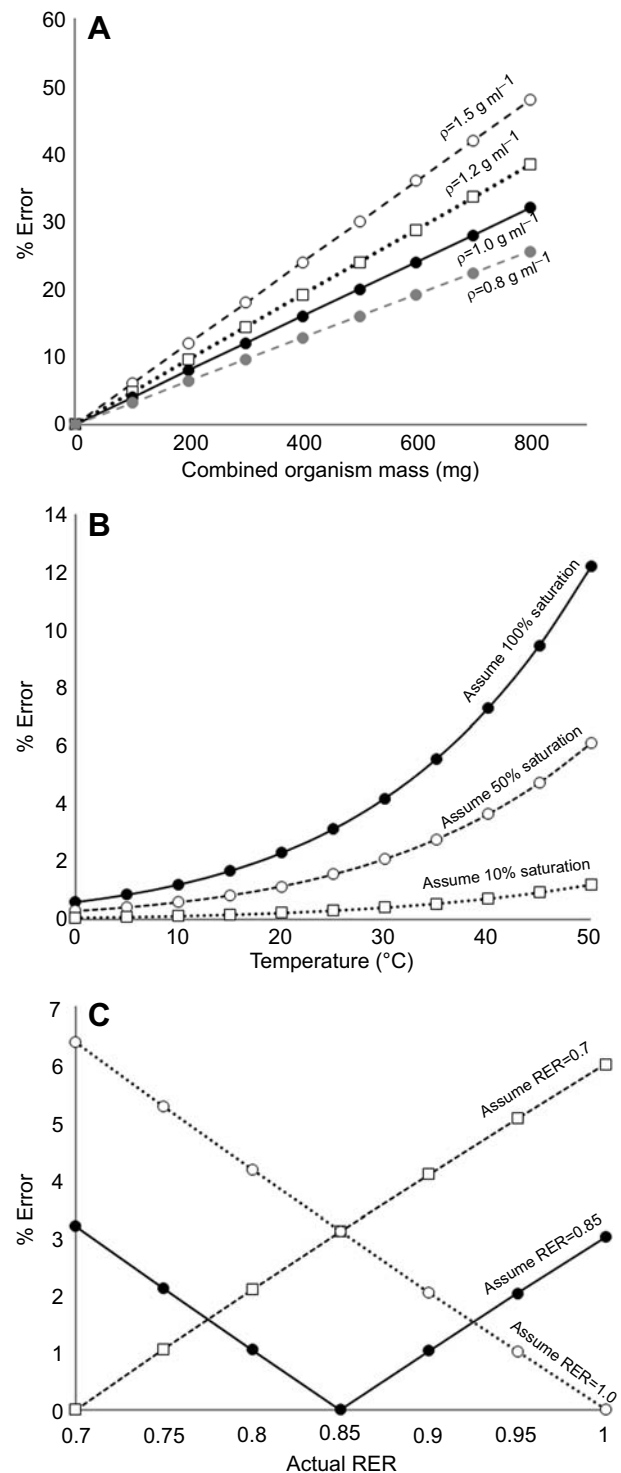 A
60
50
40
30
20
10
0
% Error
ρ=1.5 g ml⁻¹
ρ=1.2 g ml⁻¹
ρ=1.0 g ml⁻¹
ρ=0.8 g ml⁻¹
0 200 400 600 800
Combined organism mass (mg)
B
14
12
10
8
6
4
2
0
% Error
Assume 100% saturation
Assume 50% saturation
Assume 10% saturation
0 10 20 30 40 50
Temperature (°C)
C
7
6
5
4
3
2
1
0
% Error
Assume RER=0.7
Assume RER=0.85
Assume RER=1.0
0.7 0.75 0.8 0.85 0.9 0.95 1
Actual RER